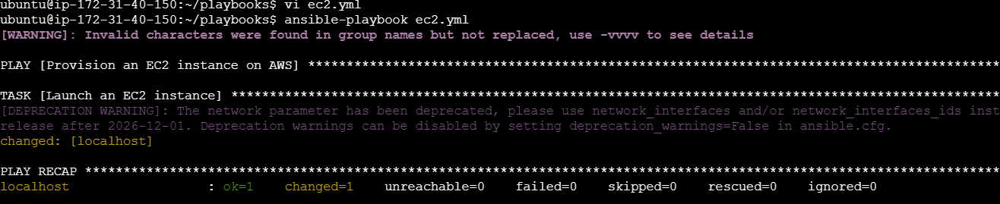 ubuntu@ip-172-31-40-150:~/playbooks$ vi ec2.yml
ubuntu@ip-172-31-40-150:~/playbooks$ ansible-playbook ec2.yml
[WARNING]: Invalid characters were found in group names but not replaced, use -vvvv to see details
PLAY [Provision an EC2 instance on AWS] ******************************************************************************************
TASK [Launch an EC2 instance] ****************************************************************************************************
[DEPRECATION WARNING]: The network parameter has been deprecated, please use network_interfaces and/or network_interfaces_ids inst
release after 2026-12-01. Deprecation warnings can be disabled by setting deprecation_warnings=False in ansible.cfg.
changed: [localhost]
PLAY RECAP ***********************************************************************************************************************
localhost                  : ok=1    changed=1    unreachable=0    failed=0    skipped=0    rescued=0    ignored=0